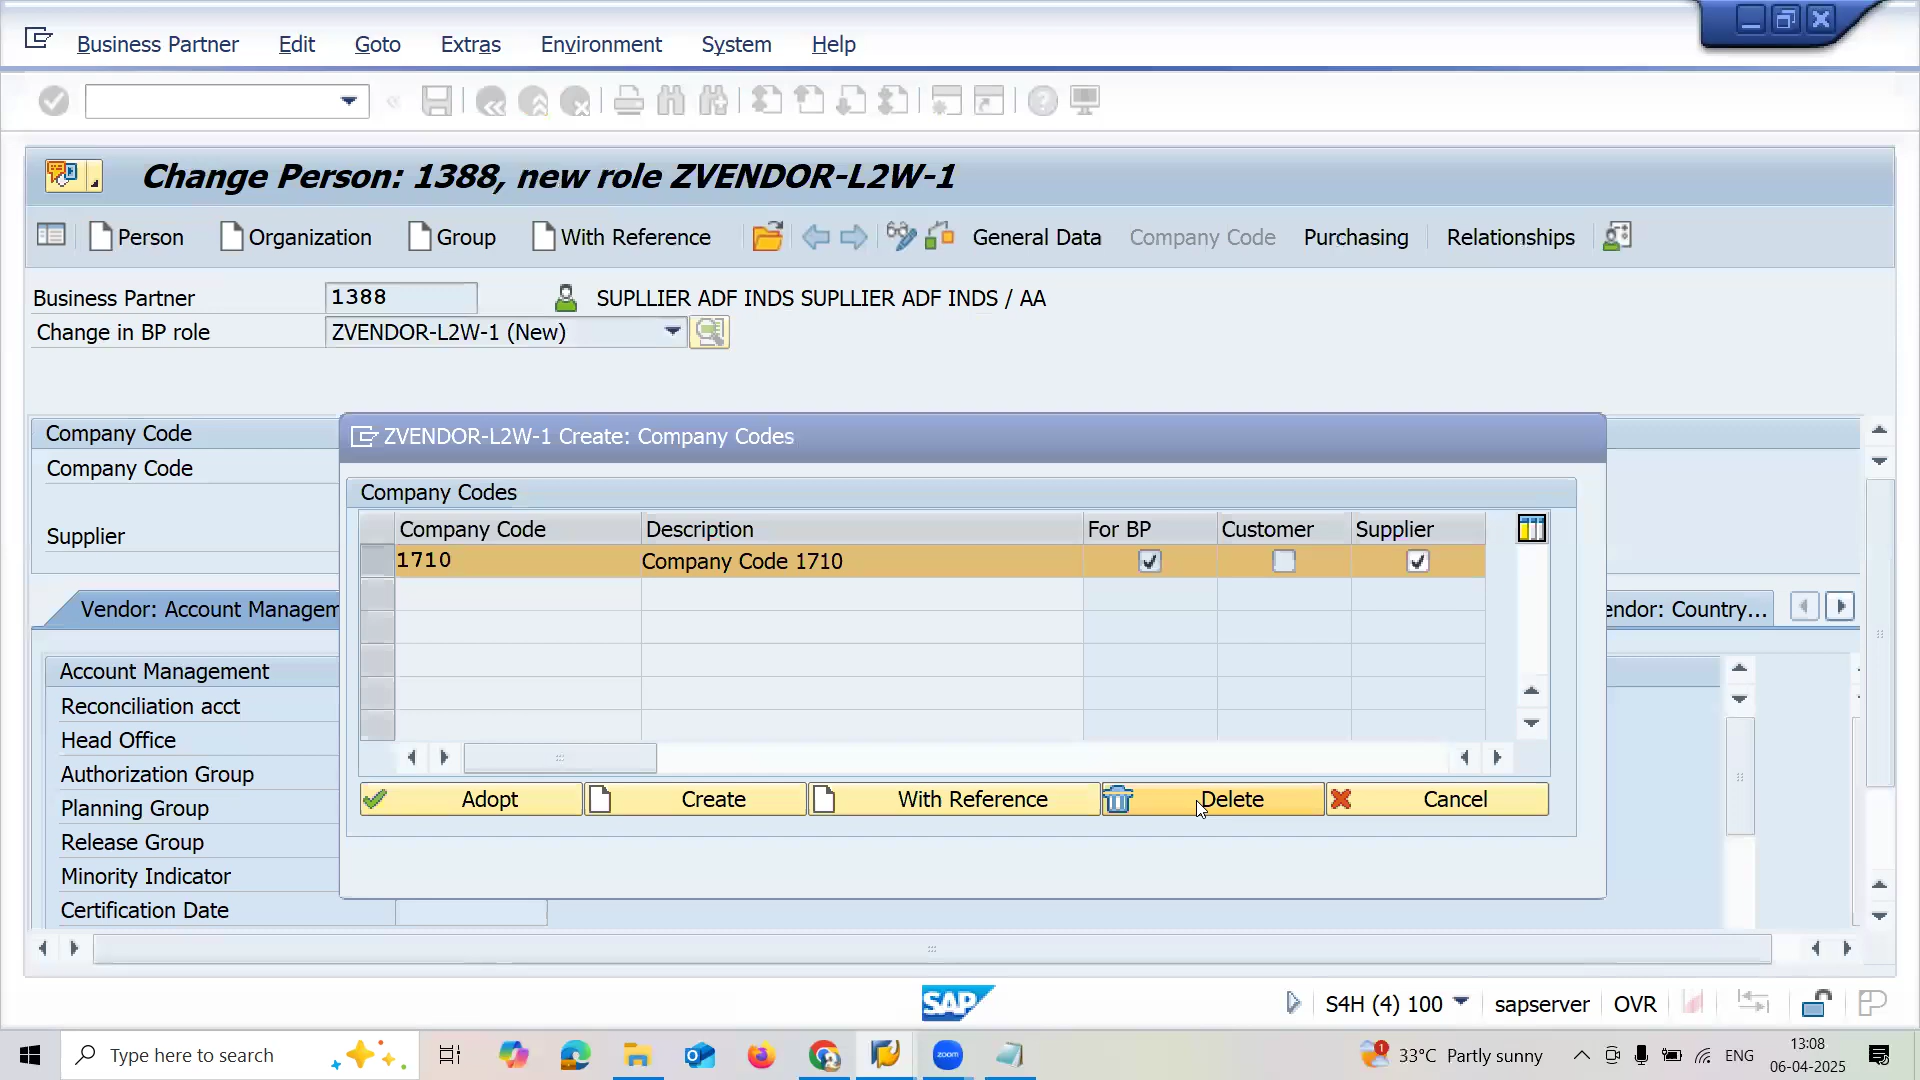 Business Partner Edit Goto Extras Environment System Help
Change Person: 1388, new role ZVENDOR-L2W-1
Person Organization Group With Reference General Data Company Code Purchasing Relationships
Business Partner 1388 SUPLLIER ADF INDS SUPLLIER ADF INDS / AA
Change in BP role ZVENDOR-L2W-1 (New)
Company Code
Company Code
Supplier
Vendor: Account Managem
endor: Country...
Account Management
Reconciliation acct
Head Office
Authorization Group
Planning Group
Release Group
Minority Indicator
Certification Date
ZVENDOR-L2W-1 Create: Company Codes
Company Codes
Company Code Description For BP Customer Supplier
1710 Company Code 1710
Adopt Create With Reference Delete Cancel
SAP S4H (4) 100 sapserver OVR
Type here to search
zoom
1
33°C Partly sunny
ENG
13:08
06-04-2025